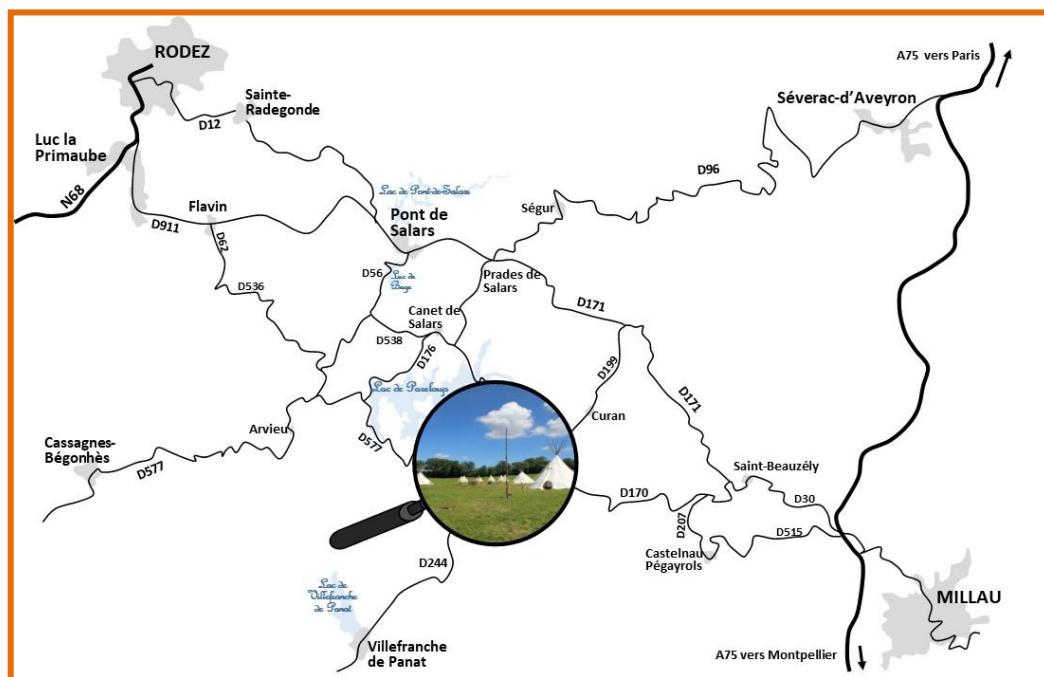 RODEZ
A75 vers Paris
Sainte-
Radegonde
Séverac-d'Aveyron
D12
Luc la
Primaube
D96
N68
Lac de Pont-de-Salars
Flavin
Ségur
D911
Pont de
Salars
D62
D56
Lac de
Bage
Prades de
Salars
D536
Canet de
Salars
D171
D538
D176
D199
Lac de Pareloup
D171
Curan
Arvieu
D577
Cassagnes-
Bégonhès
D577
Saint-Beauzély
D170
D30
D207
D515
Castelnau
Pégayrols
D244
Lac de
Villefranche
de Panat
MILLAU
Villefranche
de Panat
A75 vers Montpellier